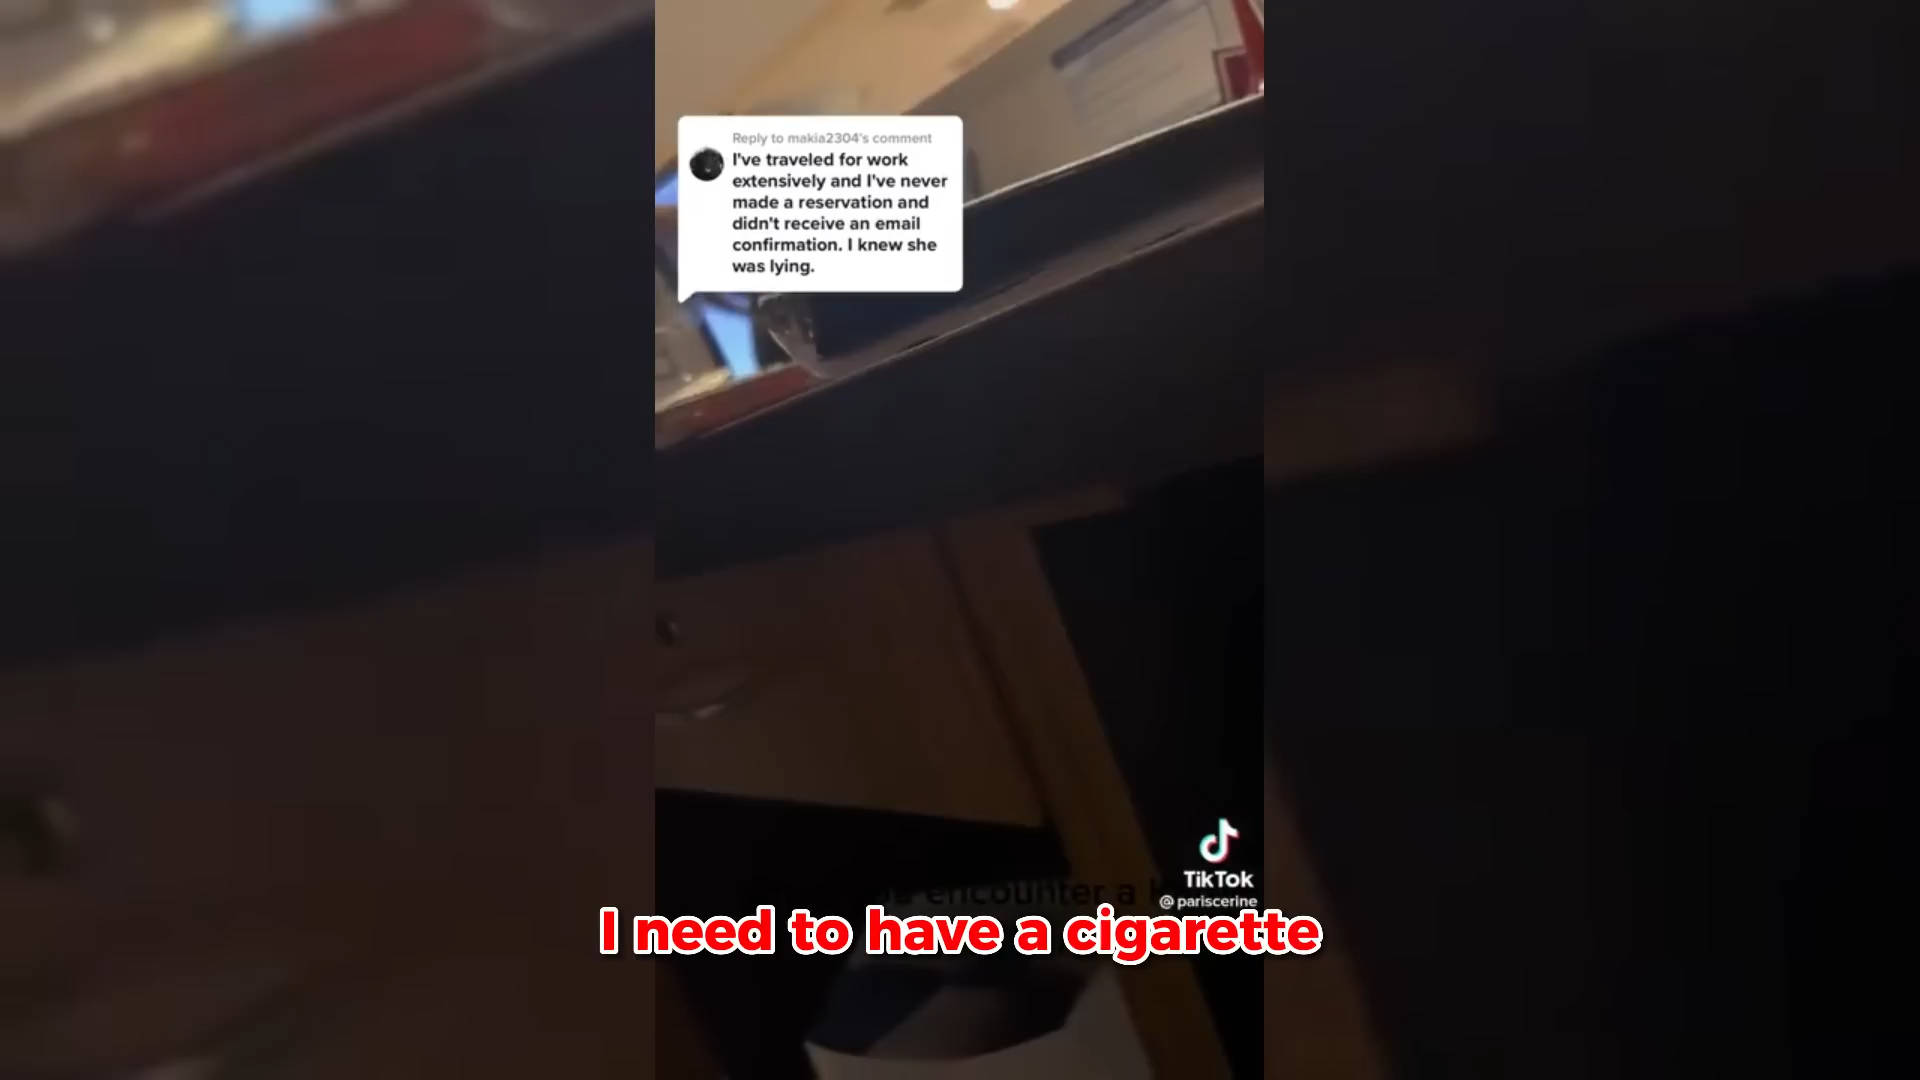 Reply to makia2304's comment
I've traveled for work
extensively and I've never
made a reservation and
didn't receive an email
confirmation. I knew she
was lying.
encounter a
TikTok
@pariscerine
I need to have a cigarette